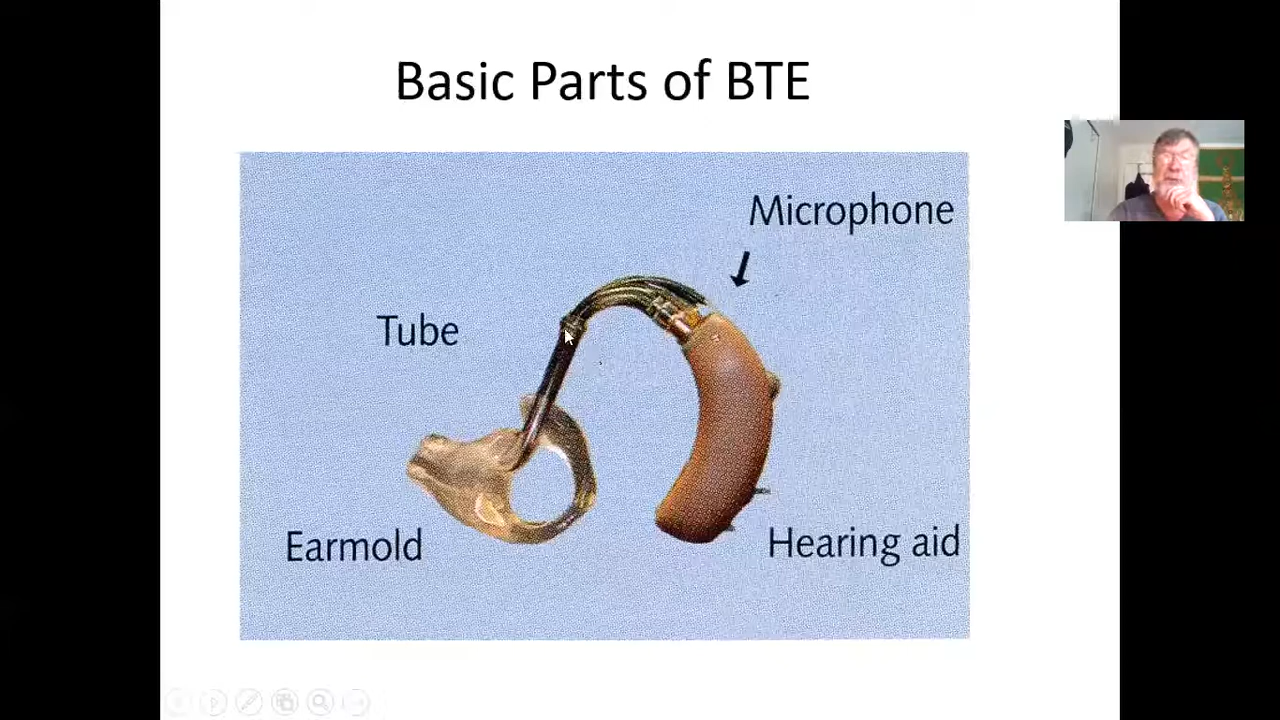 Basic Parts of BTE
Microphone
Tube
Earmold
Hearing aid